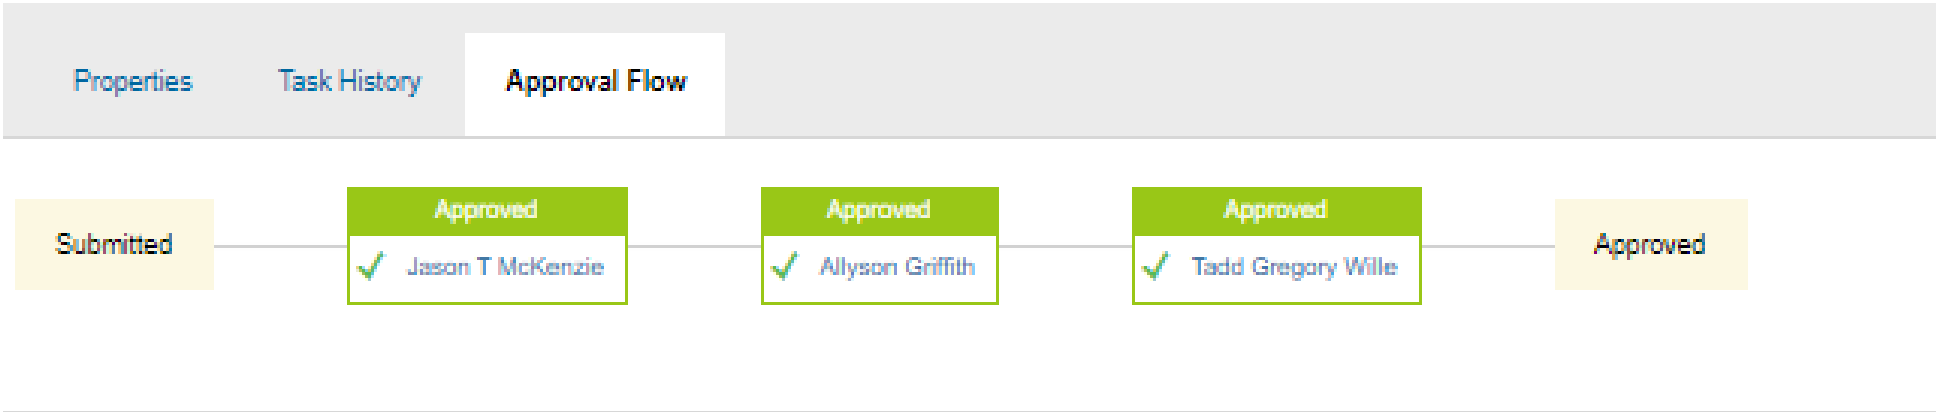 Properties Task History Approval Flow
Approved Approved Approved
Submitted Jason T McKenzie Allyson Griffith Tadd Gregory Wille Approved